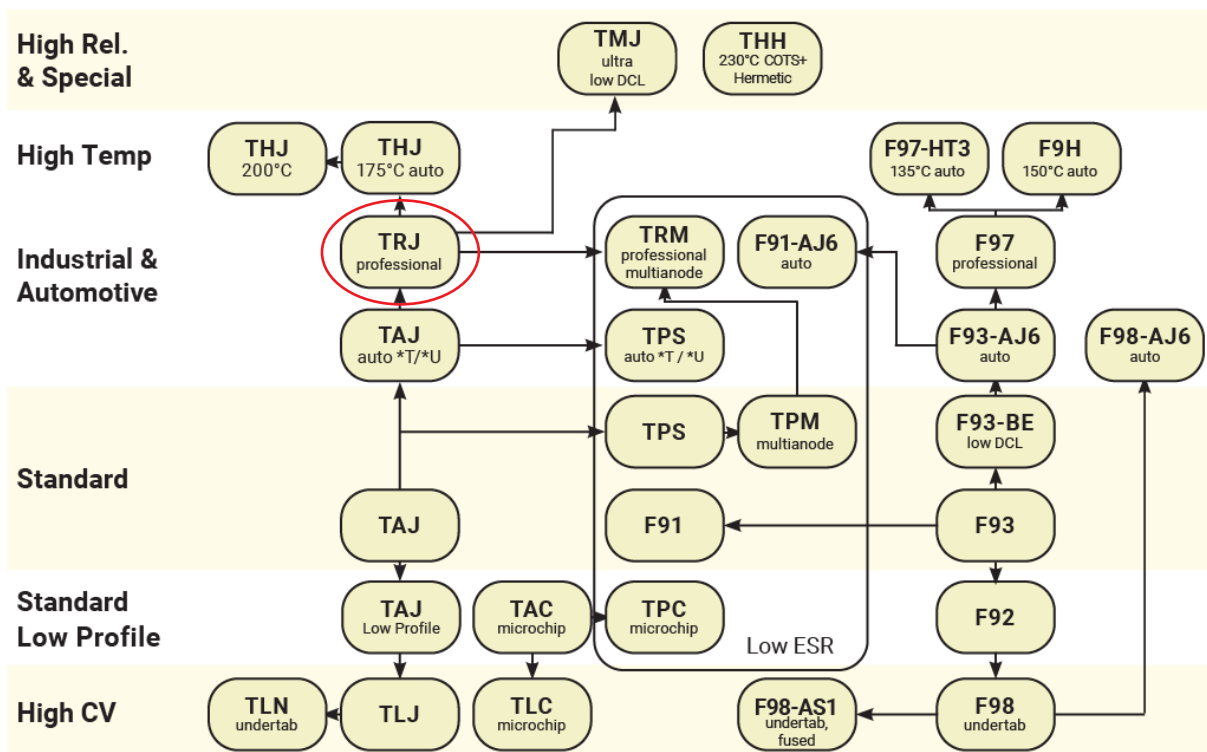 High Rel.
& Special
TMJ
ultra
low DCL
THH
230°C COTS+
Hermetic
High Temp
THJ
200°C
THJ
175°C auto
F97-HT3
135°C auto
F9H
150°C auto
Industrial &
Automotive
TRJ
professional
TRM
professional
multianode
F91-AJ6
auto
F97
professional
TAJ
auto *T/*U
TPS
auto *T / *U
F93-AJ6
auto
F98-AJ6
auto
Standard
TPS
TPM
multianode
F93-BE
low DCL
TAJ
F91
F93
Standard
Low Profile
TAJ
Low Profile
TAC
microchip
TPC
microchip
Low ESR
F92
High CV
TLN
undertab
TLJ
TLC
microchip
F98-AS1
undertab,
fused
F98
undertab